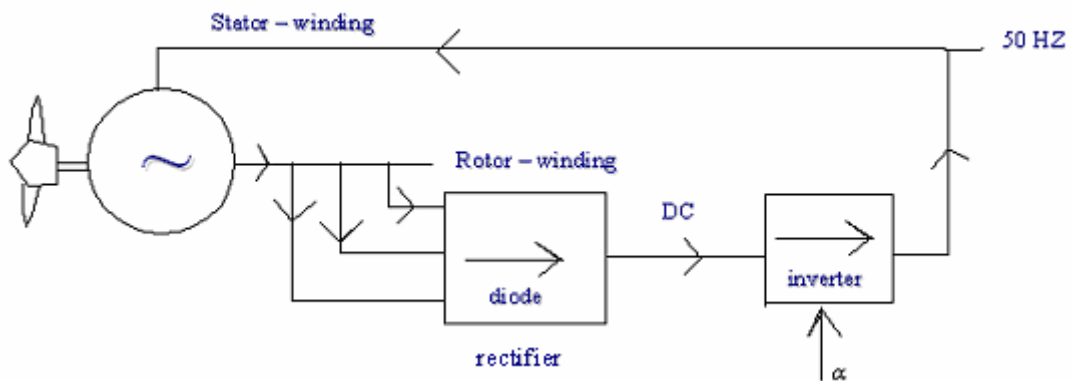 Stator – winding
50 HZ
~
Rotor – winding
DC
diode
inverter
rectifier
α